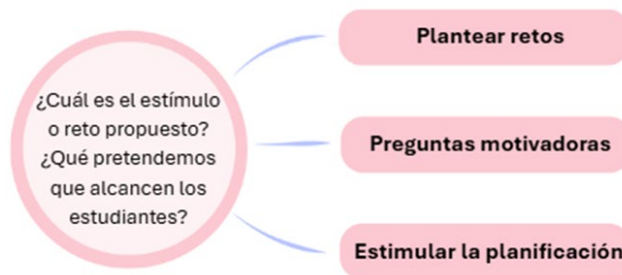 ¿Cuál es el estímulo
o reto propuesto?
¿Qué pretendemos
que alcancen los
estudiantes?
Plantear retos
Preguntas motivadoras
Estimular la planificación